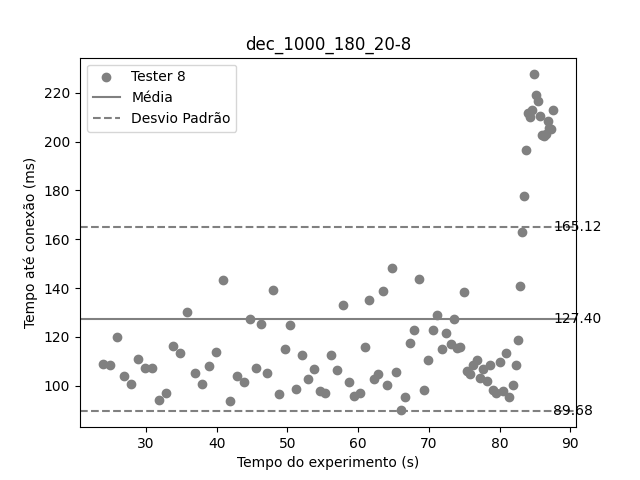 dec_1000_180_20-8
Tester 8
Média
Desvio Padrão
Tempo até conexão (ms)
220
200
180
160
140
120
100
165.12
127.40
89.68
30
40
50
60
70
80
90
Tempo do experimento (s)